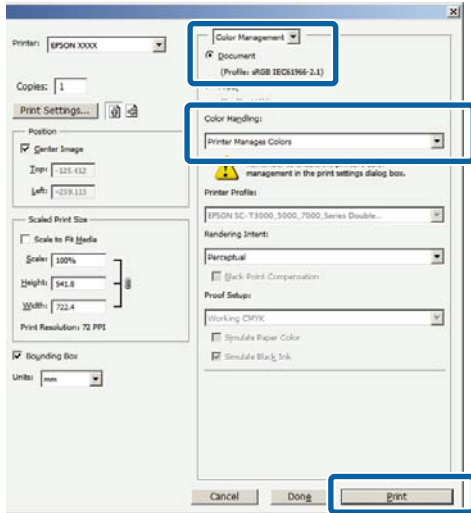 Printer: EPSON XXXX
Copies: 1
Print Settings...
Position
Center Image
Top: -125.412
Left: -259.115
Scaled Print Size
Scale to Fit Media
Scale: 100%
Height: 541.8
Width: 722.4
Print Resolution: 72 PPI
Bounding Box
Units: mm
Color Management
Document
(Profile: sRGB IEC61966-2.1)
Color Handling:
Printer Manages Colors
management in the print settings dialog box.
Printer Profile:
EPSON SC-T3000_5000_7000_Series Double...
Rendering Intent:
Perceptual
Black Point Compensation
Proof Setup:
Working CMYK
Simulate Paper Color
Simulate Black Ink
Cancel
Done
Print